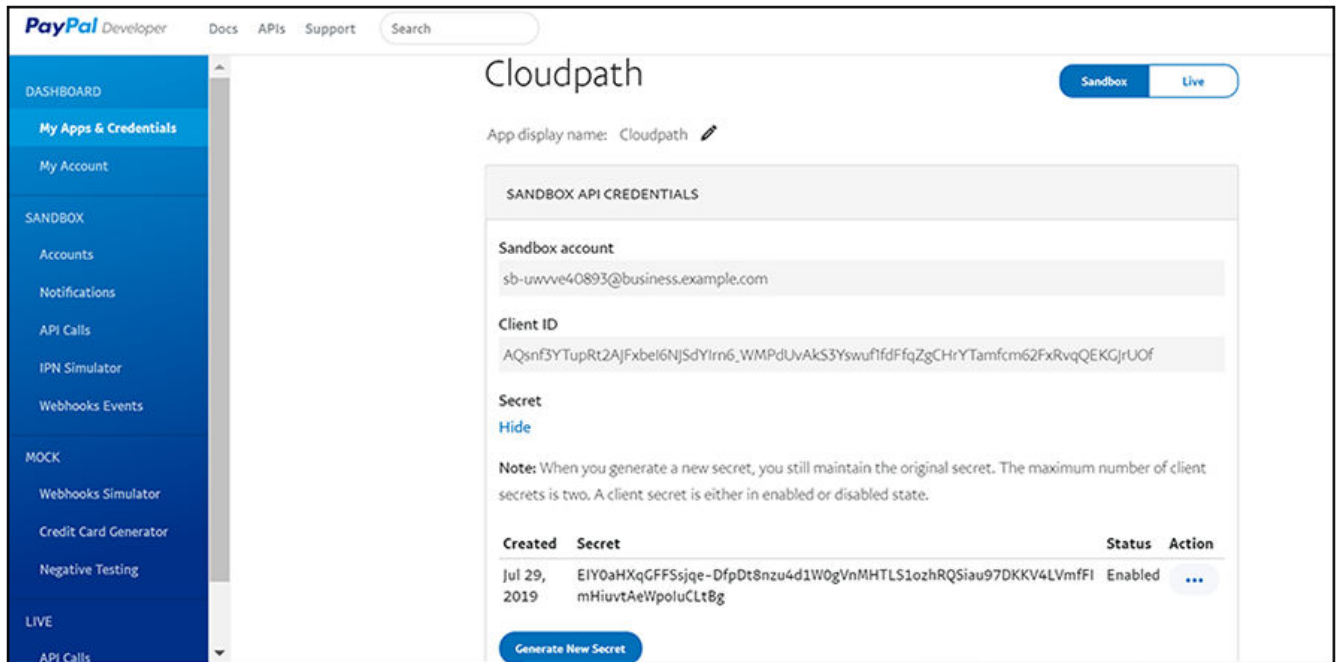 PayPal Developer Docs APIs Support Search
DASHBOARD
My Apps & Credentials
My Account
SANDBOX
Accounts
Notifications
API Calls
IPN Simulator
Webhooks Events
MOCK
Webhooks Simulator
Credit Card Generator
Negative Testing
LIVE
API Calls
Cloudpath
Sandbox Live
App display name: Cloudpath
SANDBOX API CREDENTIALS
Sandbox account
sb-uwvve40893@business.example.com
Client ID
AQsnf3YTupRt2AJFxbeI6NJSdYIrn6_WMPdUvAkS3Yswuf1fdFfqZgCHrYTamfcm62FxRvqQEKGJrUOf
Secret
Hide
Note: When you generate a new secret, you still maintain the original secret. The maximum number of client
secrets is two. A client secret is either in enabled or disabled state.
Created Secret Status Action
Jul 29, EIY0aHXqGFFSsjqe-DfpDt8nzu4d1W0gVnMHTLS1ozhRQSiau97DKKV4LVmfFI Enabled ...
2019 mHiuvtAeWpoIuCLtBg
Generate New Secret